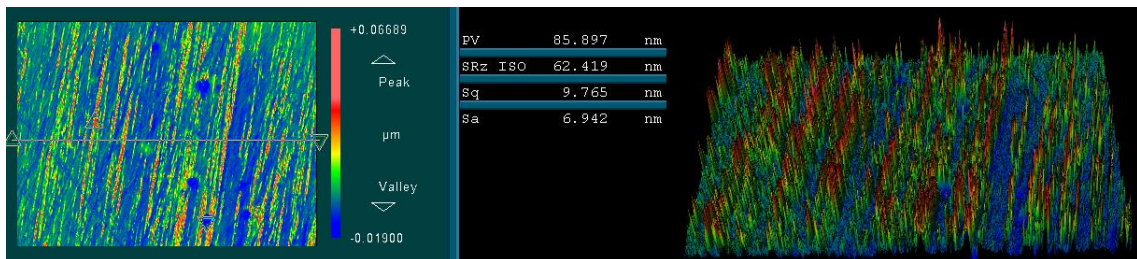 +0.06689
Peak
µm
Valley
-0.01900
PV 85.897 nm
SRz ISO 62.419 nm
Sq 9.765 nm
Sa 6.942 nm